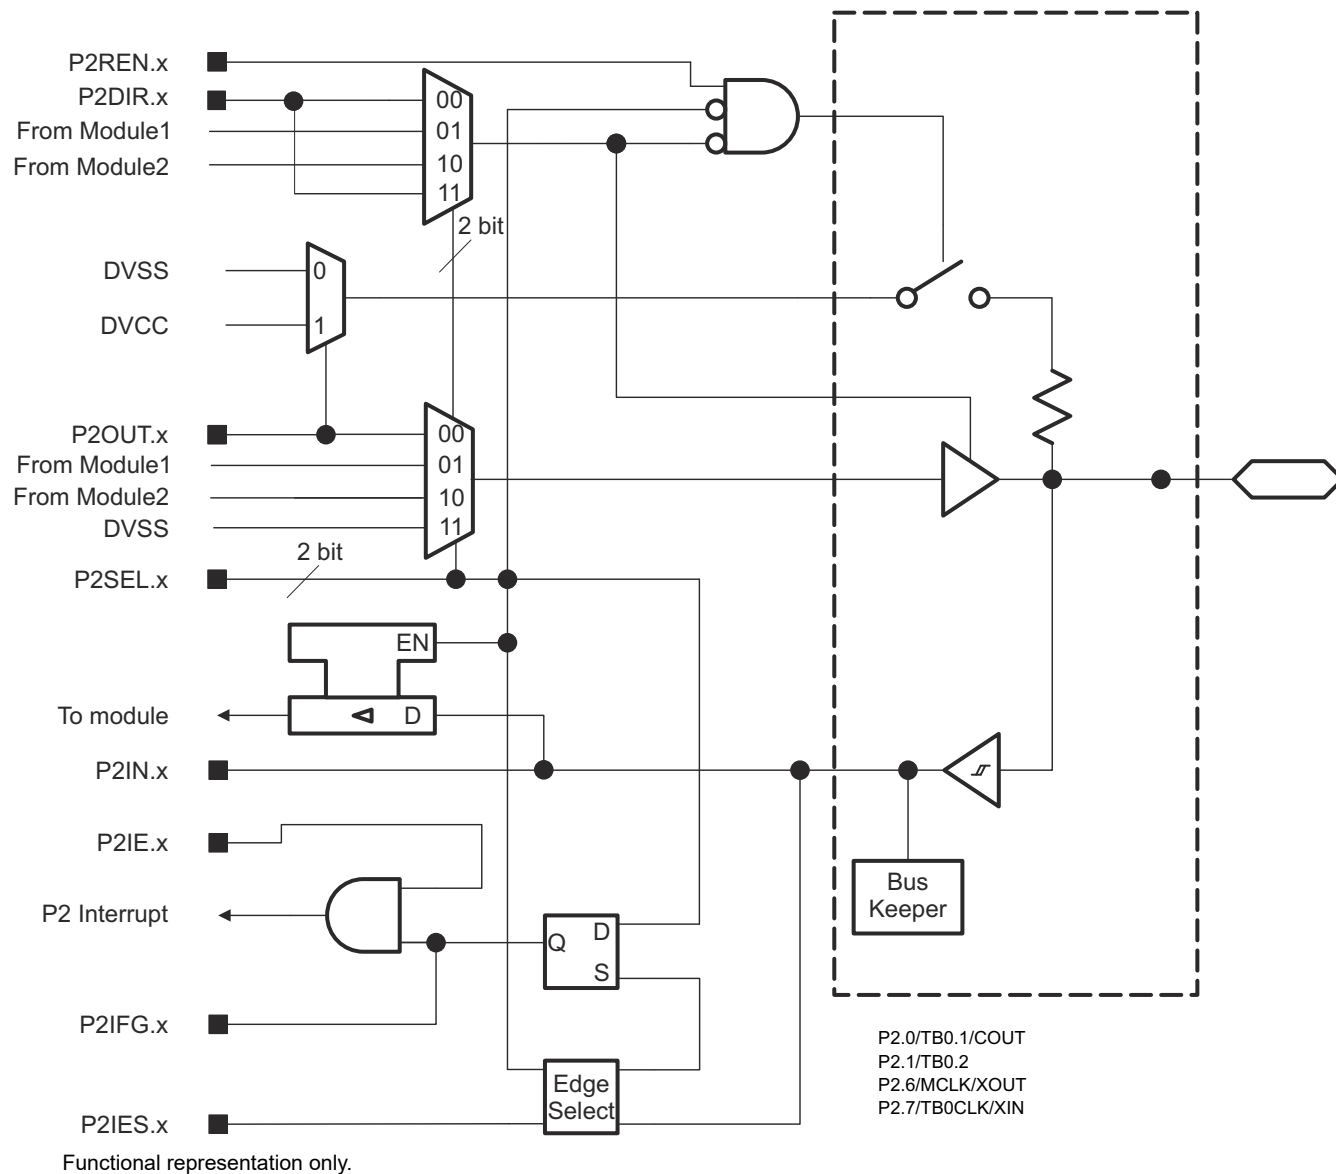 P2REN.x
P2DIR.x
From Module1
From Module2
00
01
10
11
2 bit
DVSS
DVCC
0
1
P2OUT.x
From Module1
From Module2
DVSS
00
01
10
11
2 bit
P2SEL.x
EN
To module
D
P2IN.x
P2IE.x
Bus
Keeper
P2 Interrupt
Q
D
S
P2IFG.x
P2.0/TB0.1/COUT
P2.1/TB0.2
P2.6/MCLK/XOUT
P2.7/TB0CLK/XIN
Edge
Select
P2IES.x
Functional representation only.